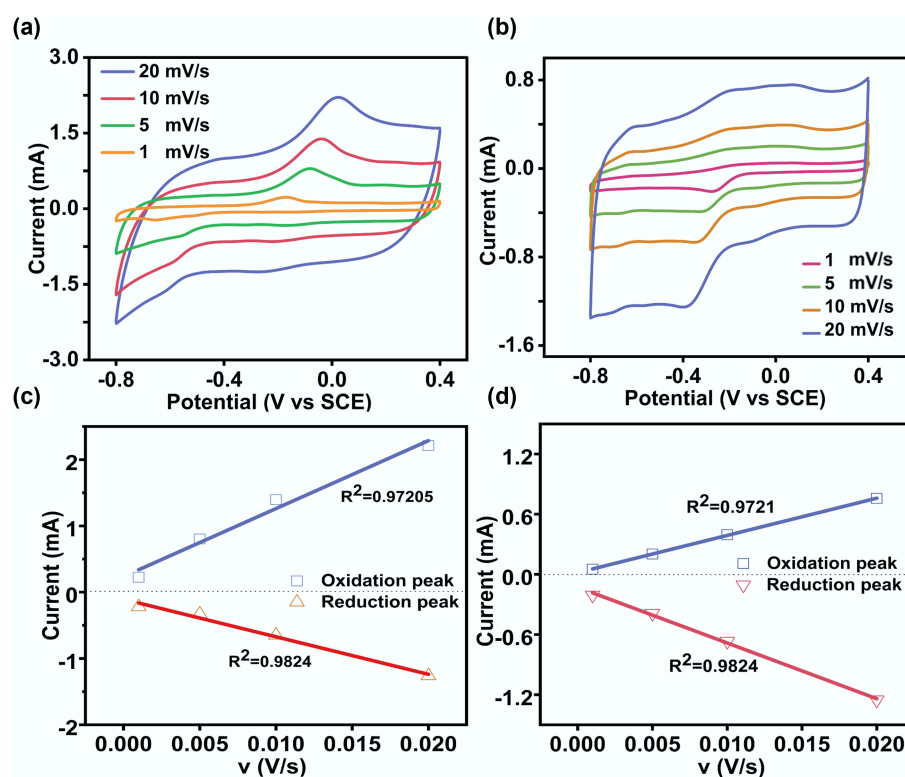 (a)
3.0
1.5
0.0
-1.5
-3.0
Current (mA)
20 mV/s
10 mV/s
5 mV/s
1 mV/s
-0.8
-0.4
0.0
0.4
Potential (V vs SCE)
(b)
0.8
0.0
-0.8
-1.6
Current (mA)
1 mV/s
5 mV/s
10 mV/s
20 mV/s
-0.8
-0.4
0.0
0.4
Potential (V vs SCE)
(c)
2
1
0
-1
-2
Current (mA)
R²=0.97205
Oxidation peak
Reduction peak
R²=0.9824
0.000
0.005
0.010
0.015
0.020
v (V/s)
(d)
1.2
0.6
0.0
-0.6
-1.2
Current (mA)
R²=0.9721
Oxidation peak
Reduction peak
R²=0.9824
0.000
0.005
0.010
0.015
0.020
v (V/s)